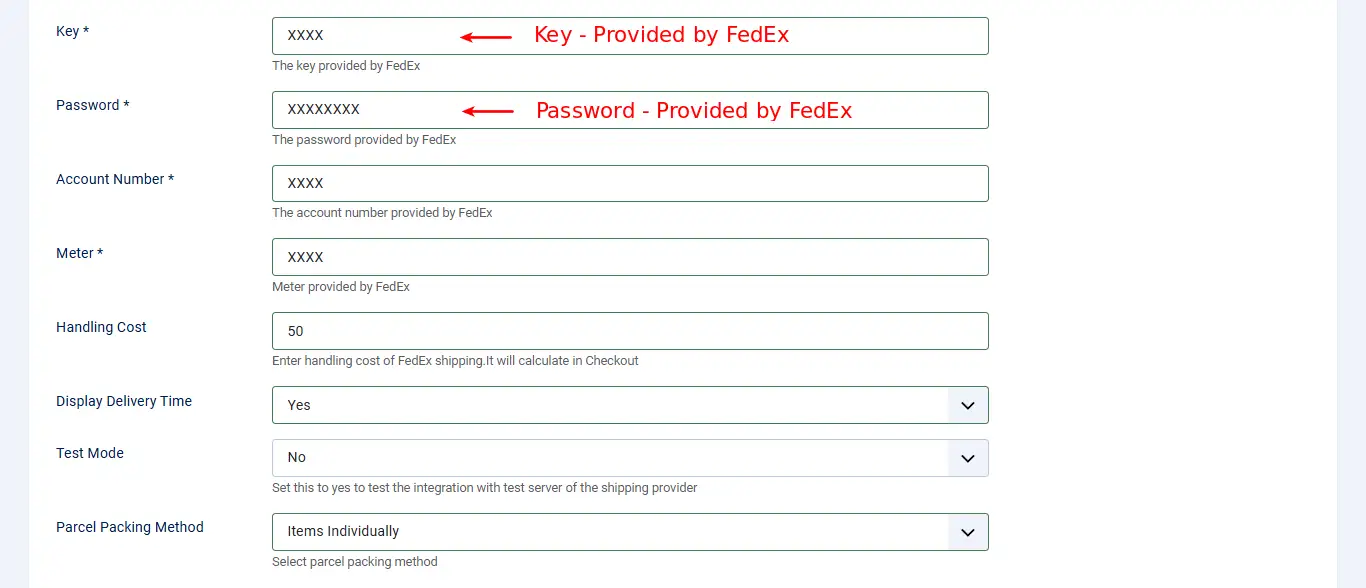 Key *
XXXX
Key - Provided by FedEx
The key provided by FedEx
Password *
XXXXXXXX
Password - Provided by FedEx
The password provided by FedEx
Account Number *
XXXX
The account number provided by FedEx
Meter *
XXXX
Meter provided by FedEx
Handling Cost
50
Enter handling cost of FedEx shipping.It will calculate in Checkout
Display Delivery Time
Yes
Test Mode
No
Set this to yes to test the integration with test server of the shipping provider
Parcel Packing Method
Items Individually
Select parcel packing method